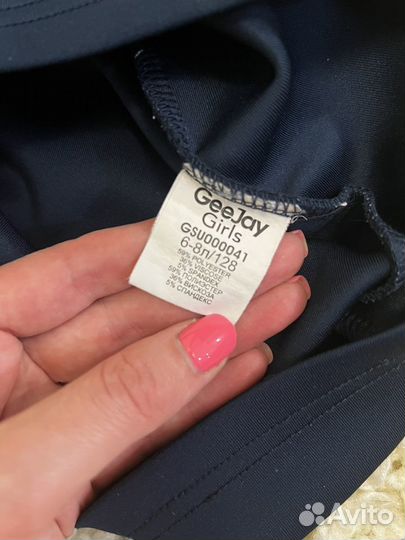 GeeJay
Girls
GSU000041
6-8л/128
59% POLYESTER
36% VISCOSE
5% SPANDEX
59% ПОЛИЭСТЕР
36% ВИСКОЗА
5% СПАНДЕКС
Avito